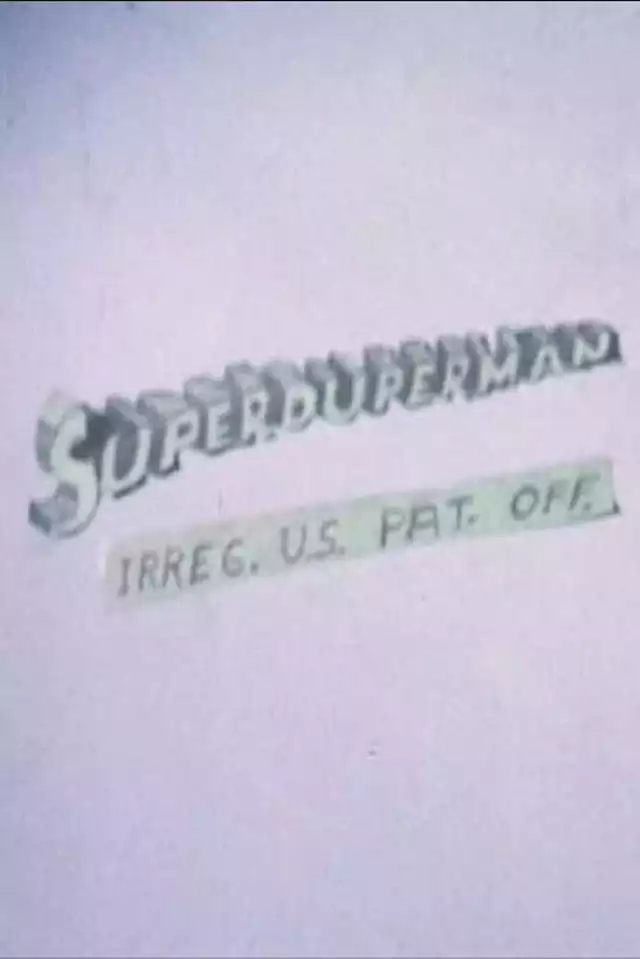 SUPERDUPERMAN
IRREG. U.S. PAT. OFF.